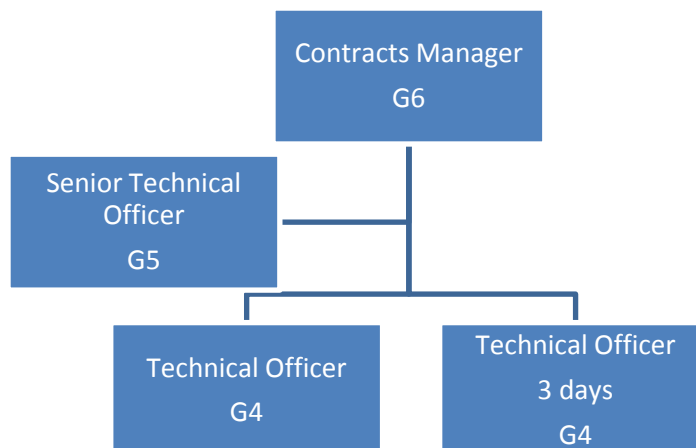 Contracts Manager
G6
Senior Technical
Officer
G5
Technical Officer
G4
Technical Officer
3 days
G4